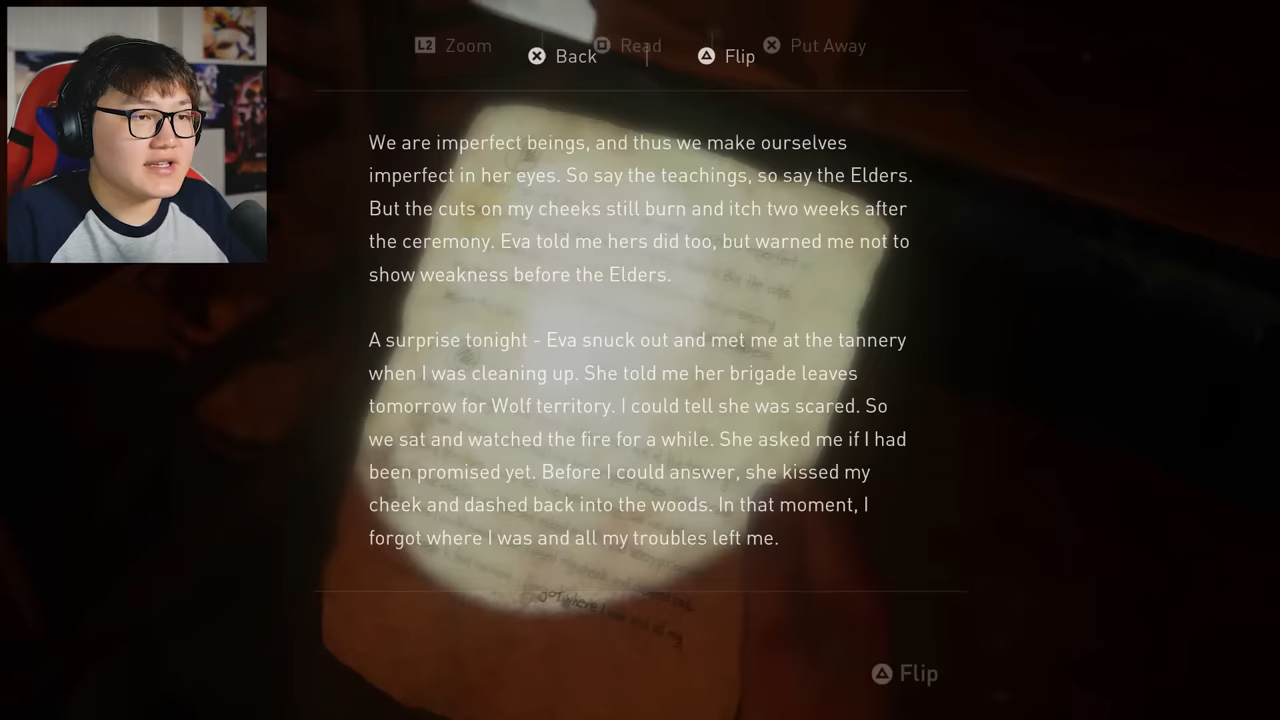 L2 Zoom
Read
Put Away
Back
Flip
We are imperfect beings, and thus we make ourselves
imperfect in her eyes. So say the teachings, so say the Elders.
But the cuts on my cheeks still burn and itch two weeks after
the ceremony. Eva told me hers did too, but warned me not to
show weakness before the Elders.
A surprise tonight - Eva snuck out and met me at the tannery
when I was cleaning up. She told me her brigade leaves
tomorrow for Wolf territory. I could tell she was scared. So
we sat and watched the fire for a while. She asked me if I had
been promised yet. Before I could answer, she kissed my
cheek and dashed back into the woods. In that moment, I
forgot where I was and all my troubles left me.
got where I was and all my
Flip